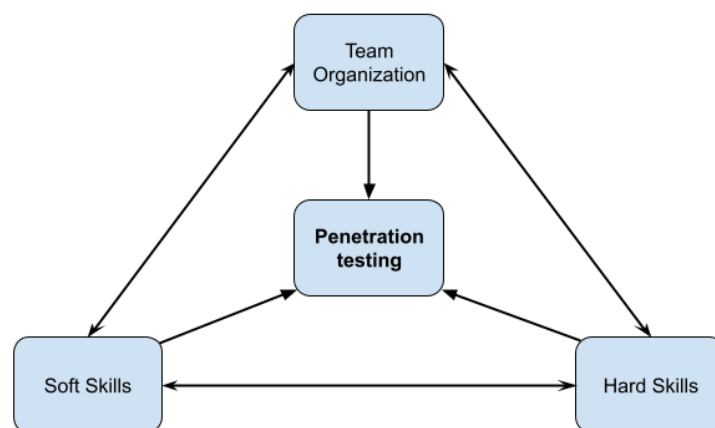 Team
Organization
Penetration
testing
Soft Skills
Hard Skills